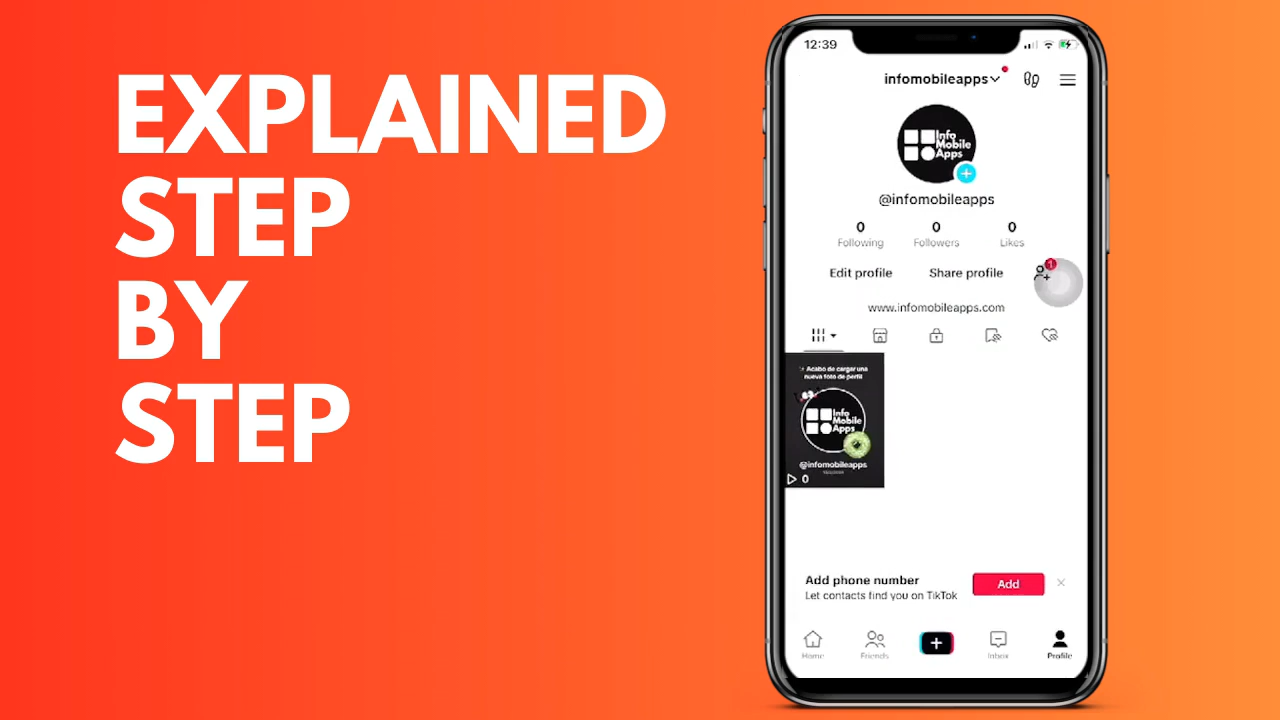 EXPLAINED
STEP
BY
STEP
12:39
infomobileapps
Info
Mobile
Apps
@infomobileapps
0 0 0
Following Followers Likes
Edit profile Share profile 1
www.infomobileapps.com
Acabo de cargar una
nueva foto de perfil
Info
Mobile
Apps
@infomobileapps
0
Add phone number
Let contacts find you on TikTok
Add
Home Friends Inbox Profile